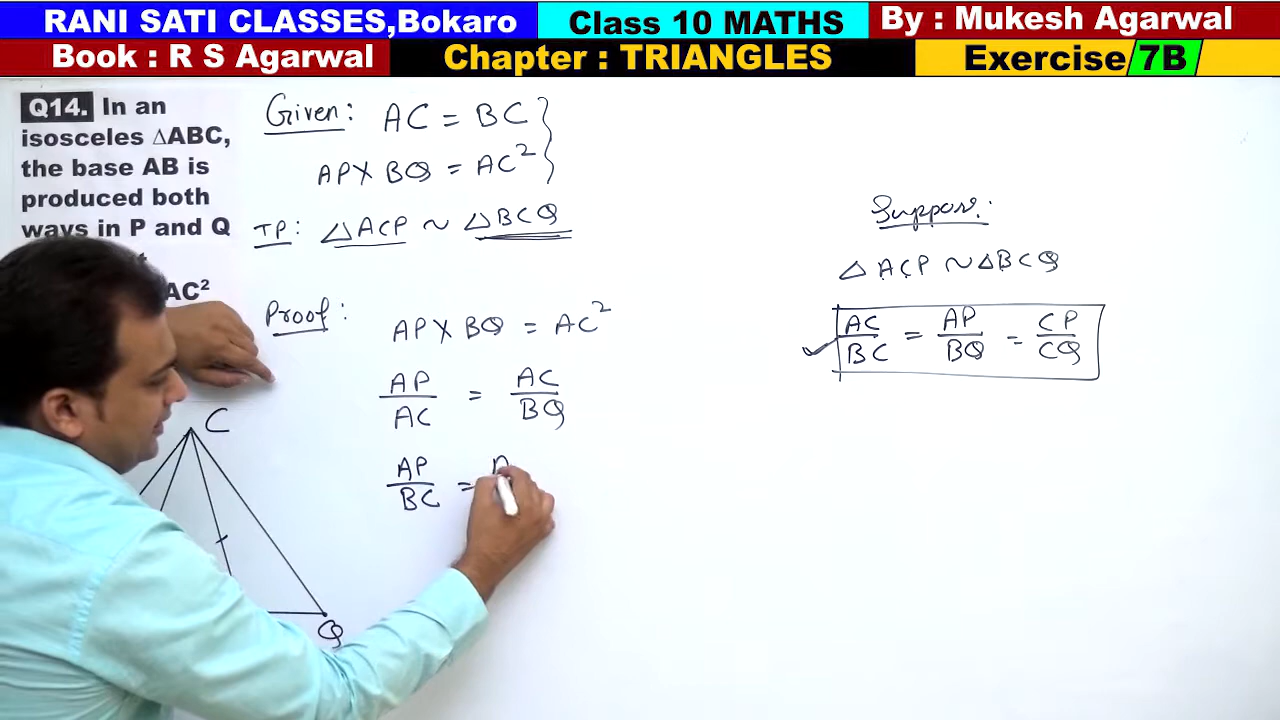 RANI SATI CLASSES,Bokaro
Class 10 MATHS
By : Mukesh Agarwal
Book : R S Agarwal
Chapter : TRIANGLES
Exercise 7B
Q14. In an
isosceles ∆ABC,
the base AB is
produced both
ways in P and Q
AC²
Given: AC = BC }
AP × BQ = AC²
TP: △ACP ~ △BCQ
Proof:
AP × BQ = AC²
AP/AC = AC/BQ
AP/BC =
C
Q
Suppose:
△ACP ~ △BCQ
AC/BC = AP/BQ = CP/CQ